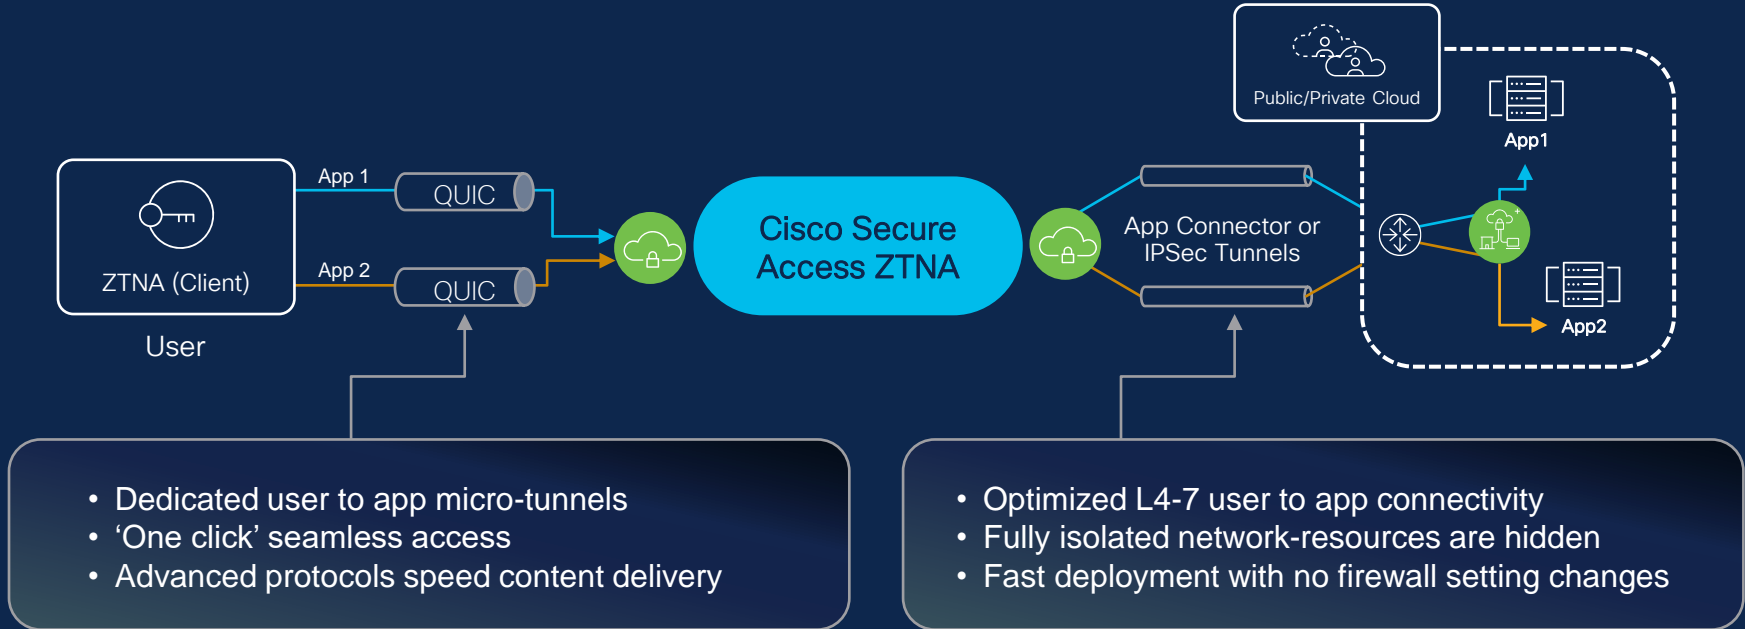 Public/Private Cloud
App1
App 1
QUIC
Cisco Secure
Access ZTNA
App Connector or
IPSec Tunnels
ZTNA (Client)
App 2
QUIC
App2
User
• Dedicated user to app micro-tunnels
• ‘One click’ seamless access
• Advanced protocols speed content delivery
• Optimized L4-7 user to app connectivity
• Fully isolated network-resources are hidden
• Fast deployment with no firewall setting changes